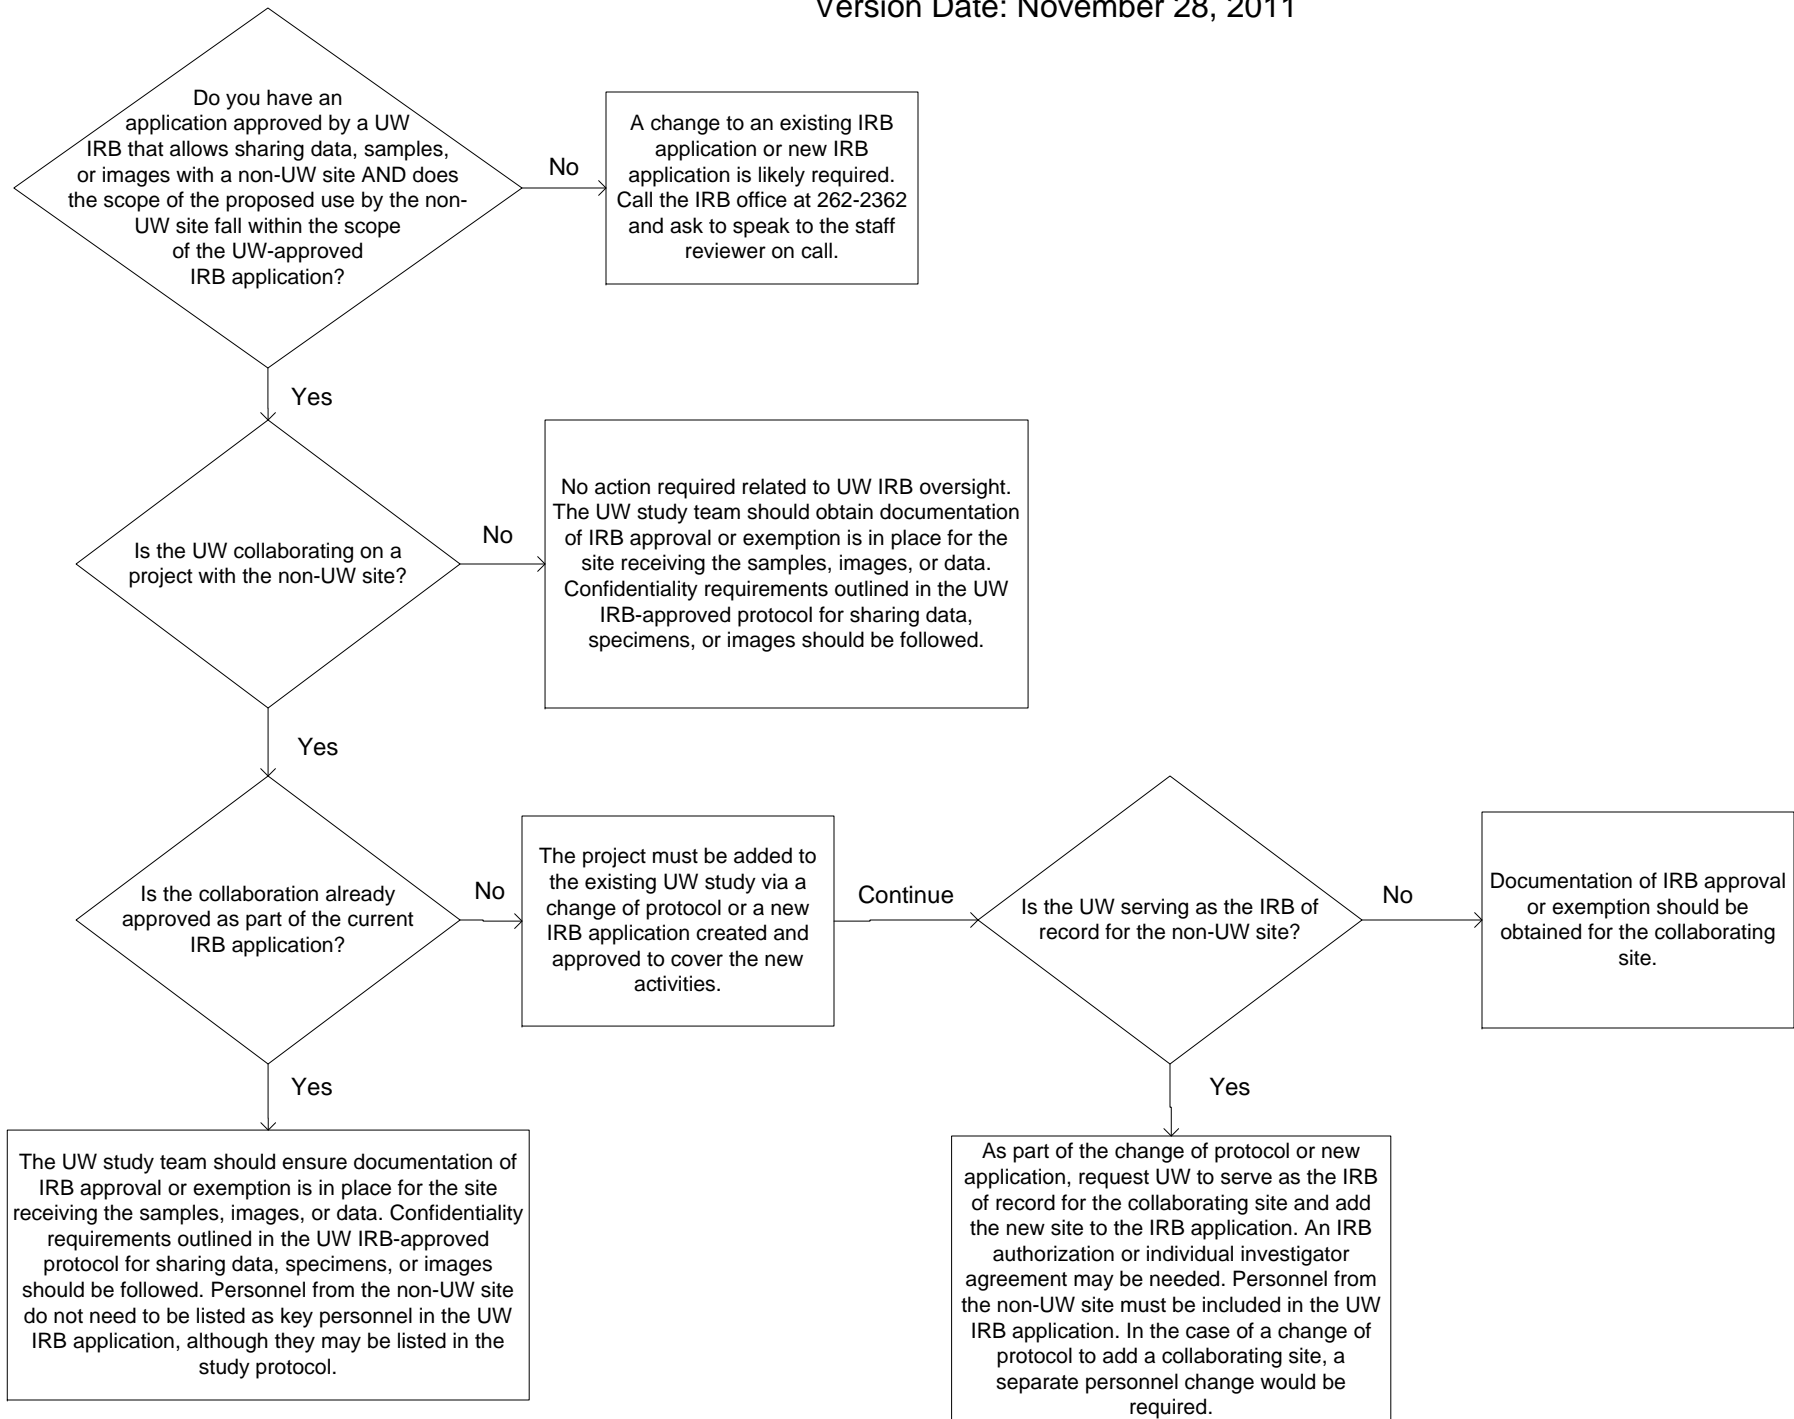 Version Date: November 28, 2011
Do you have an
application approved by a UW
IRB that allows sharing data, samples,
or images with a non-UW site AND does
the scope of the proposed use by the non-
UW site fall within the scope
of the UW-approved
IRB application?
No
A change to an existing IRB
application or new IRB
application is likely required.
Call the IRB office at 262-2362
and ask to speak to the staff
reviewer on call.
Yes
Is the UW collaborating on a
project with the non-UW site?
No
No action required related to UW IRB oversight.
The UW study team should obtain documentation
of IRB approval or exemption is in place for the
site receiving the samples, images, or data.
Confidentiality requirements outlined in the UW
IRB-approved protocol for sharing data,
specimens, or images should be followed.
Yes
Is the collaboration already
approved as part of the current
IRB application?
No
The project must be added to
the existing UW study via a
change of protocol or a new
IRB application created and
approved to cover the new
activities.
Continue
Is the UW serving as the IRB of
record for the non-UW site?
No
Documentation of IRB approval
or exemption should be
obtained for the collaborating
site.
Yes
The UW study team should ensure documentation of
IRB approval or exemption is in place for the site
receiving the samples, images, or data. Confidentiality
requirements outlined in the UW IRB-approved
protocol for sharing data, specimens, or images
should be followed. Personnel from the non-UW site
do not need to be listed as key personnel in the UW
IRB application, although they may be listed in the
study protocol.
Yes
As part of the change of protocol or new
application, request UW to serve as the IRB
of record for the collaborating site and add
the new site to the IRB application. An IRB
authorization or individual investigator
agreement may be needed. Personnel from
the non-UW site must be included in the UW
IRB application. In the case of a change of
protocol to add a collaborating site, a
separate personnel change would be
required.